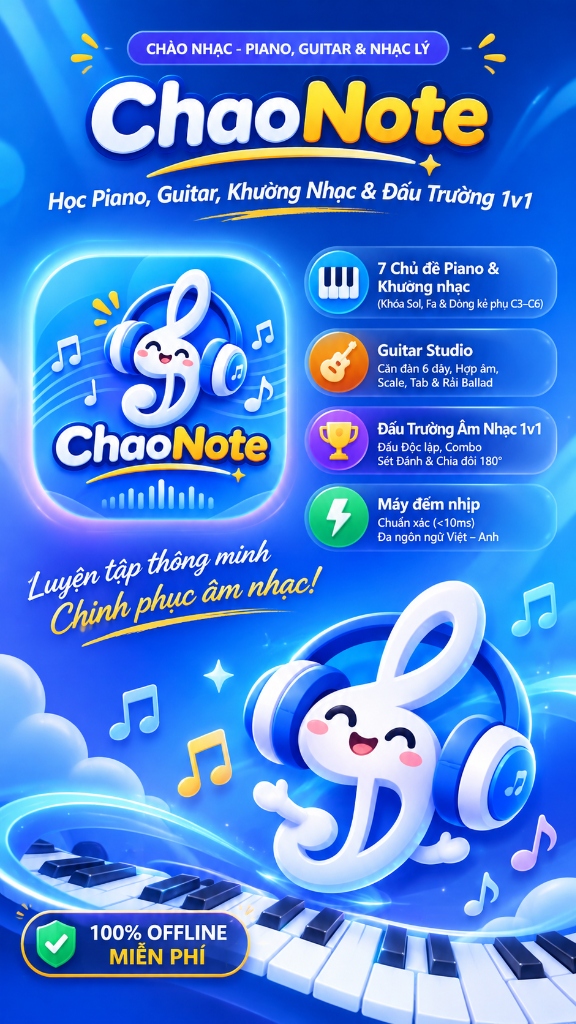 CHÀO NHẠC - PIANO, GUITAR & NHẠC LÝ
ChaoNote
Học Piano, Guitar, Khường Nhạc & Đấu Trường 1v1
ChaoNote
7 Chủ đề Piano &
Khường nhạc
(Khóa Sol, Fa & Dòng kẻ phụ C3–C6)
Guitar Studio
Căn đàn 6 dây, Hợp âm,
Scale, Tab & Rải Ballad
Đấu Trường Âm Nhạc 1v1
Đấu Độc lập, Combo
Sét Đánh & Chia đôi 180°
Máy đếm nhịp
Chuẩn xác (<10ms)
Đa ngôn ngữ Việt – Anh
Luyện tập thông minh
Chinh phục âm nhạc!
100% OFFLINE
MIỄN PHÍ